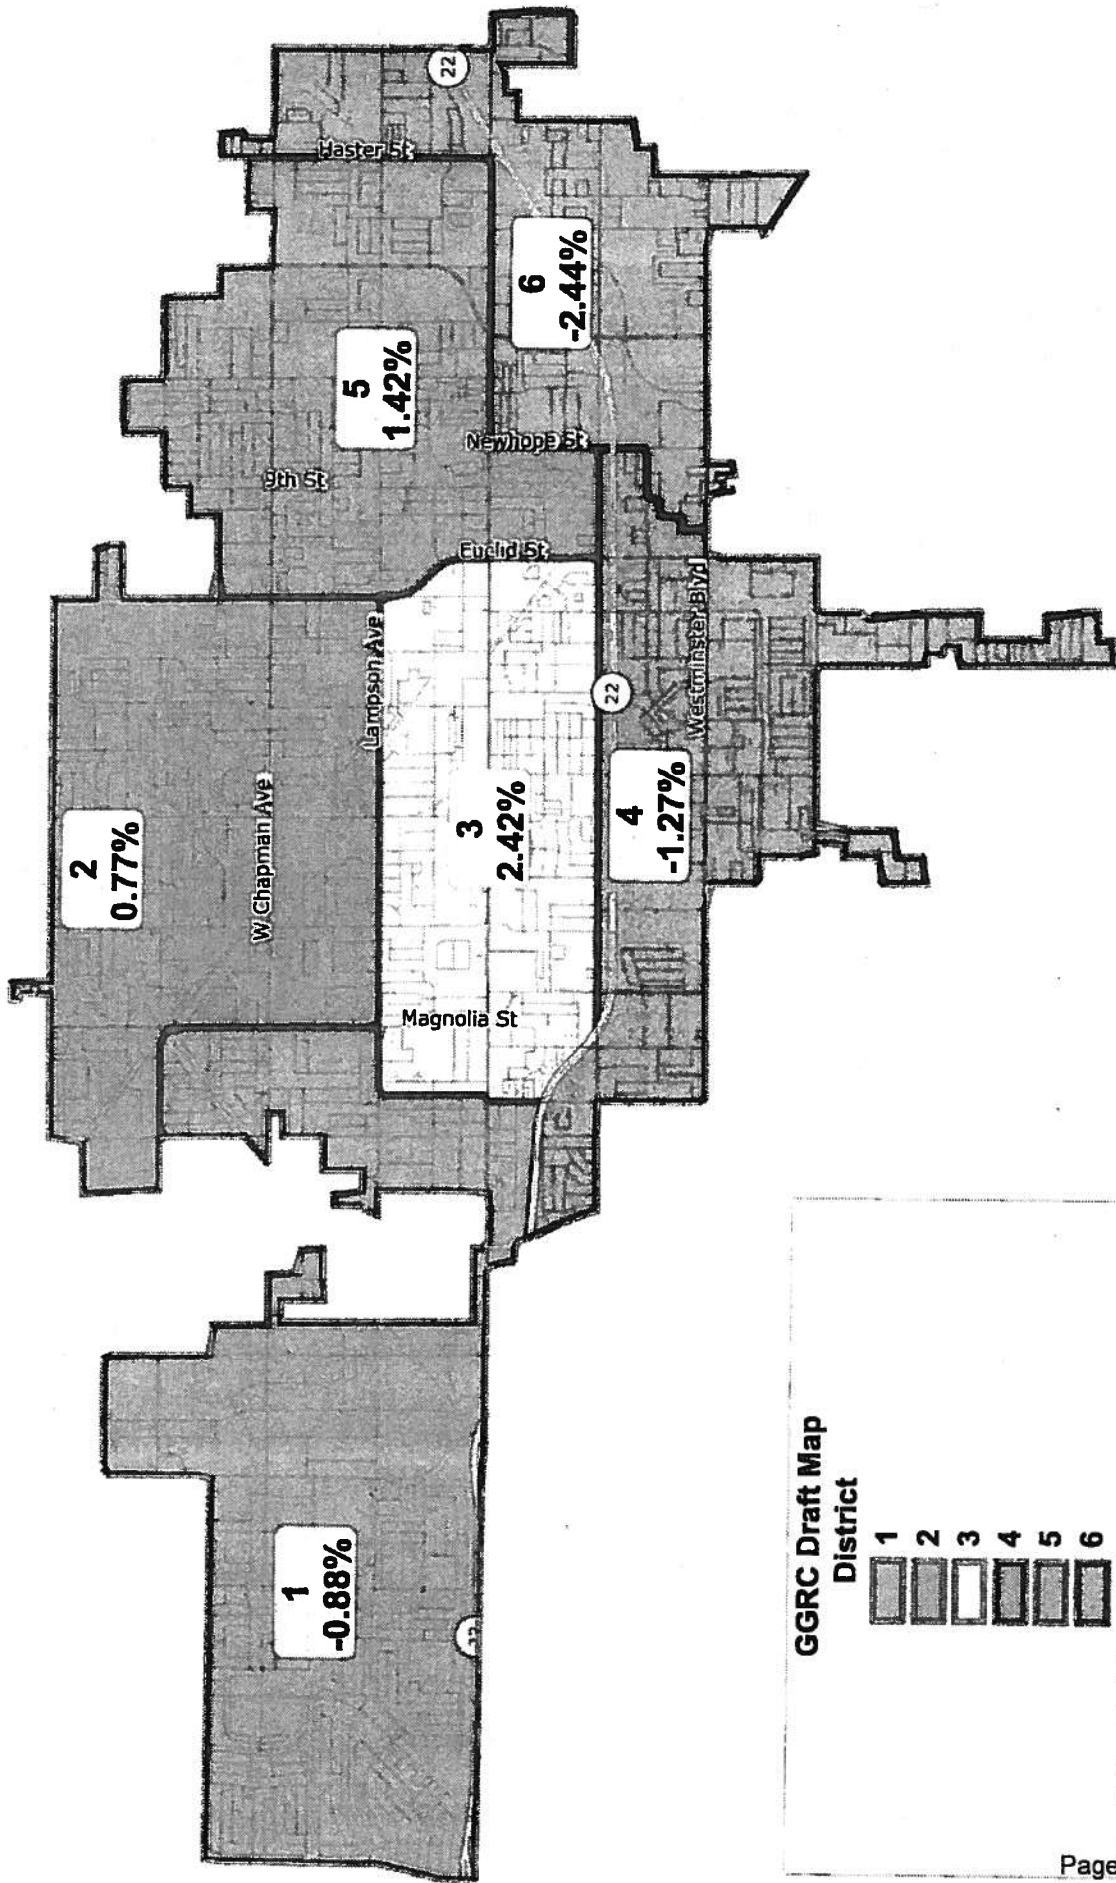 2
0.77%
W Chapman Ave
Lampson Ave
Magnolia St
3
2.42%
Euclid St
9th St
5
1.42%
Haster St
22
6
-2.44%
Newhope St
22
4
-1.27%
Westminster Blvd
1
-0.88%
GGRC Draft Map
District
1
2
3
4
5
6
Page